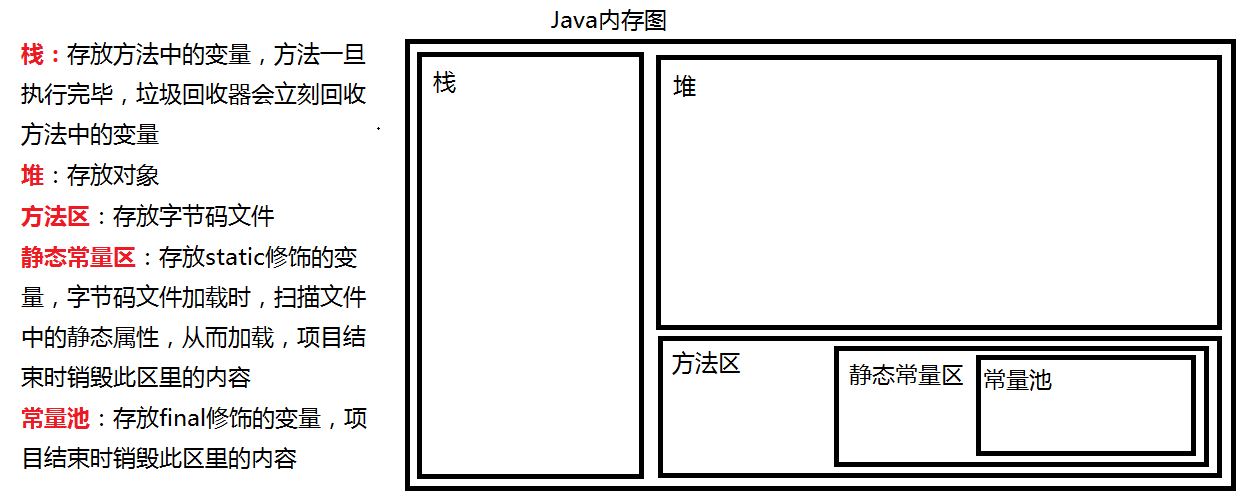 Java内存图
栈：存放方法中的变量，方法一旦
执行完毕，垃圾回收器会立刻回收
方法中的变量
堆：存放对象
方法区：存放字节码文件
静态常量区：存放static修饰的变
量，字节码文件加载时，扫描文件
中的静态属性，从而加载，项目结
束时销毁此区里的内容
常量池：存放final修饰的变量，项
目结束时销毁此区里的内容
栈
堆
方法区
静态常量区
常量池